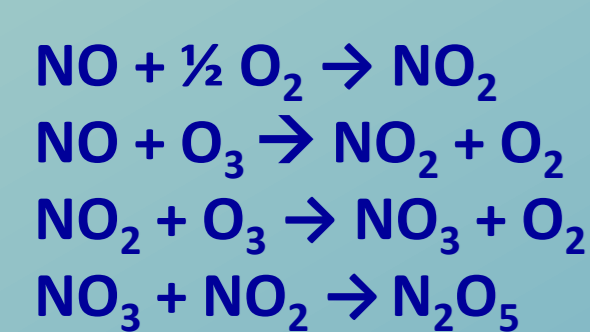 NO + ½ O₂ → NO₂
NO + O₃ → NO₂ + O₂
NO₂ + O₃ → NO₃ + O₂
NO₃ + NO₂ → N₂O₅